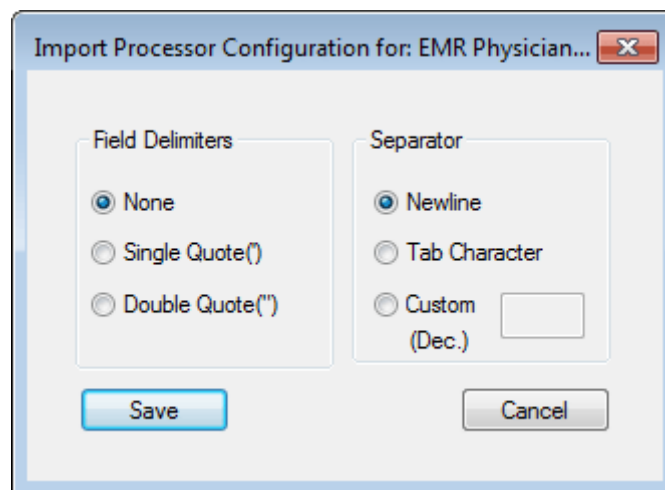 Import Processor Configuration for: EMR Physician...
Field Delimiters
None
Single Quote(')
Double Quote(")
Separator
Newline
Tab Character
Custom
(Dec.)
Save
Cancel